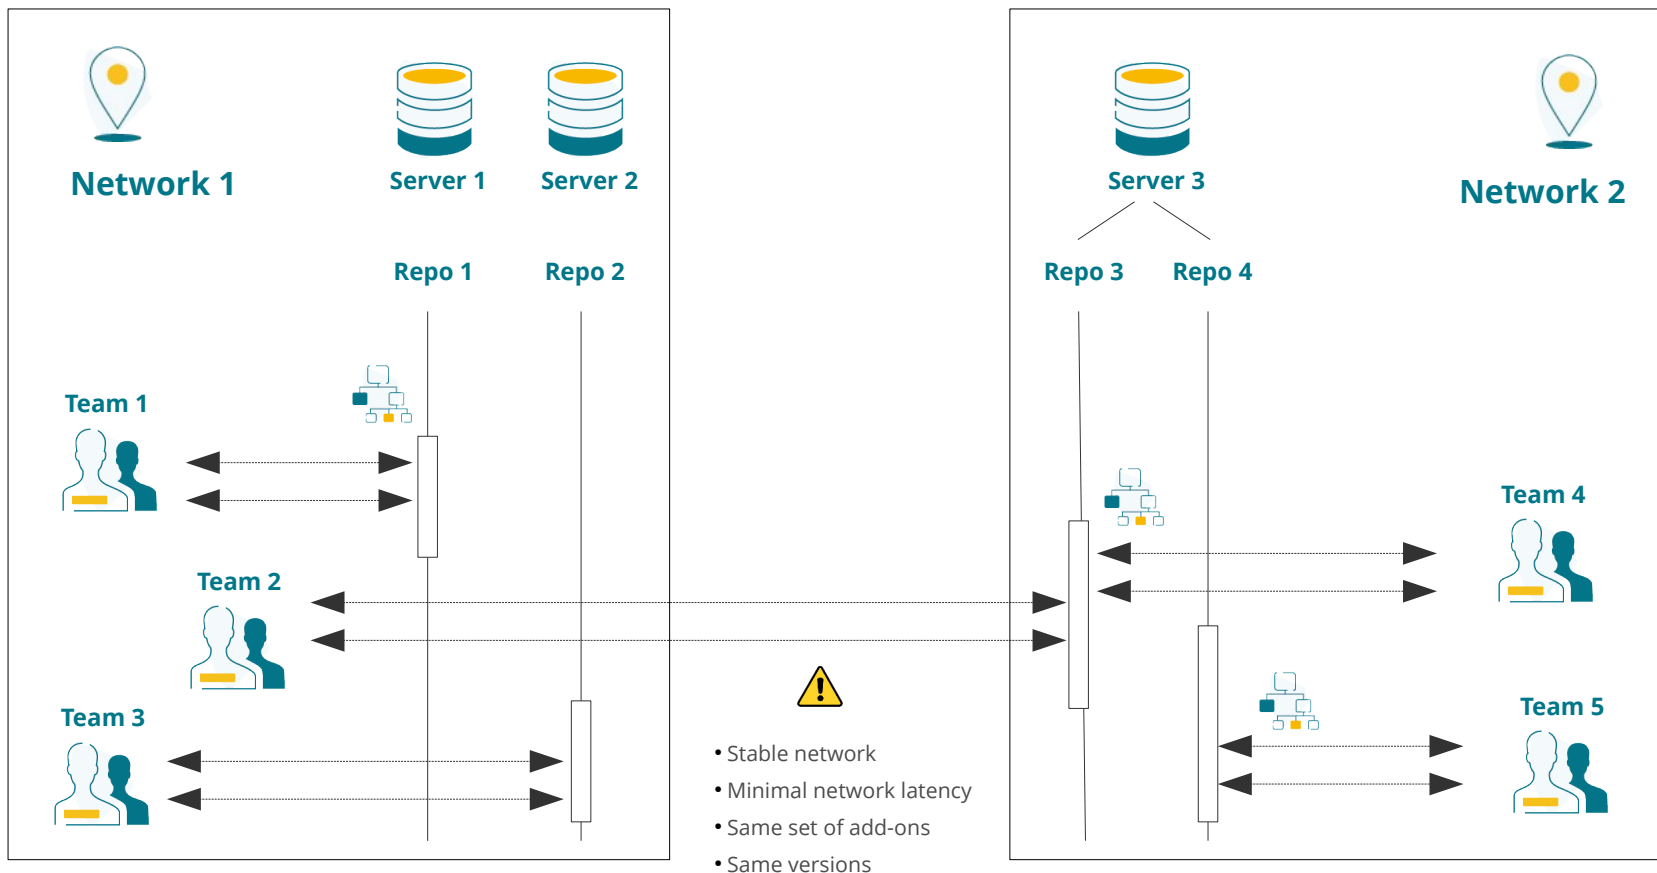 Network 1
Server 1
Server 2
Server 3
Network 2
Repo 1
Repo 2
Repo 3
Repo 4
Team 1
Team 4
Team 2
Team 3
Team 5
• Stable network
• Minimal network latency
• Same set of add-ons
• Same versions